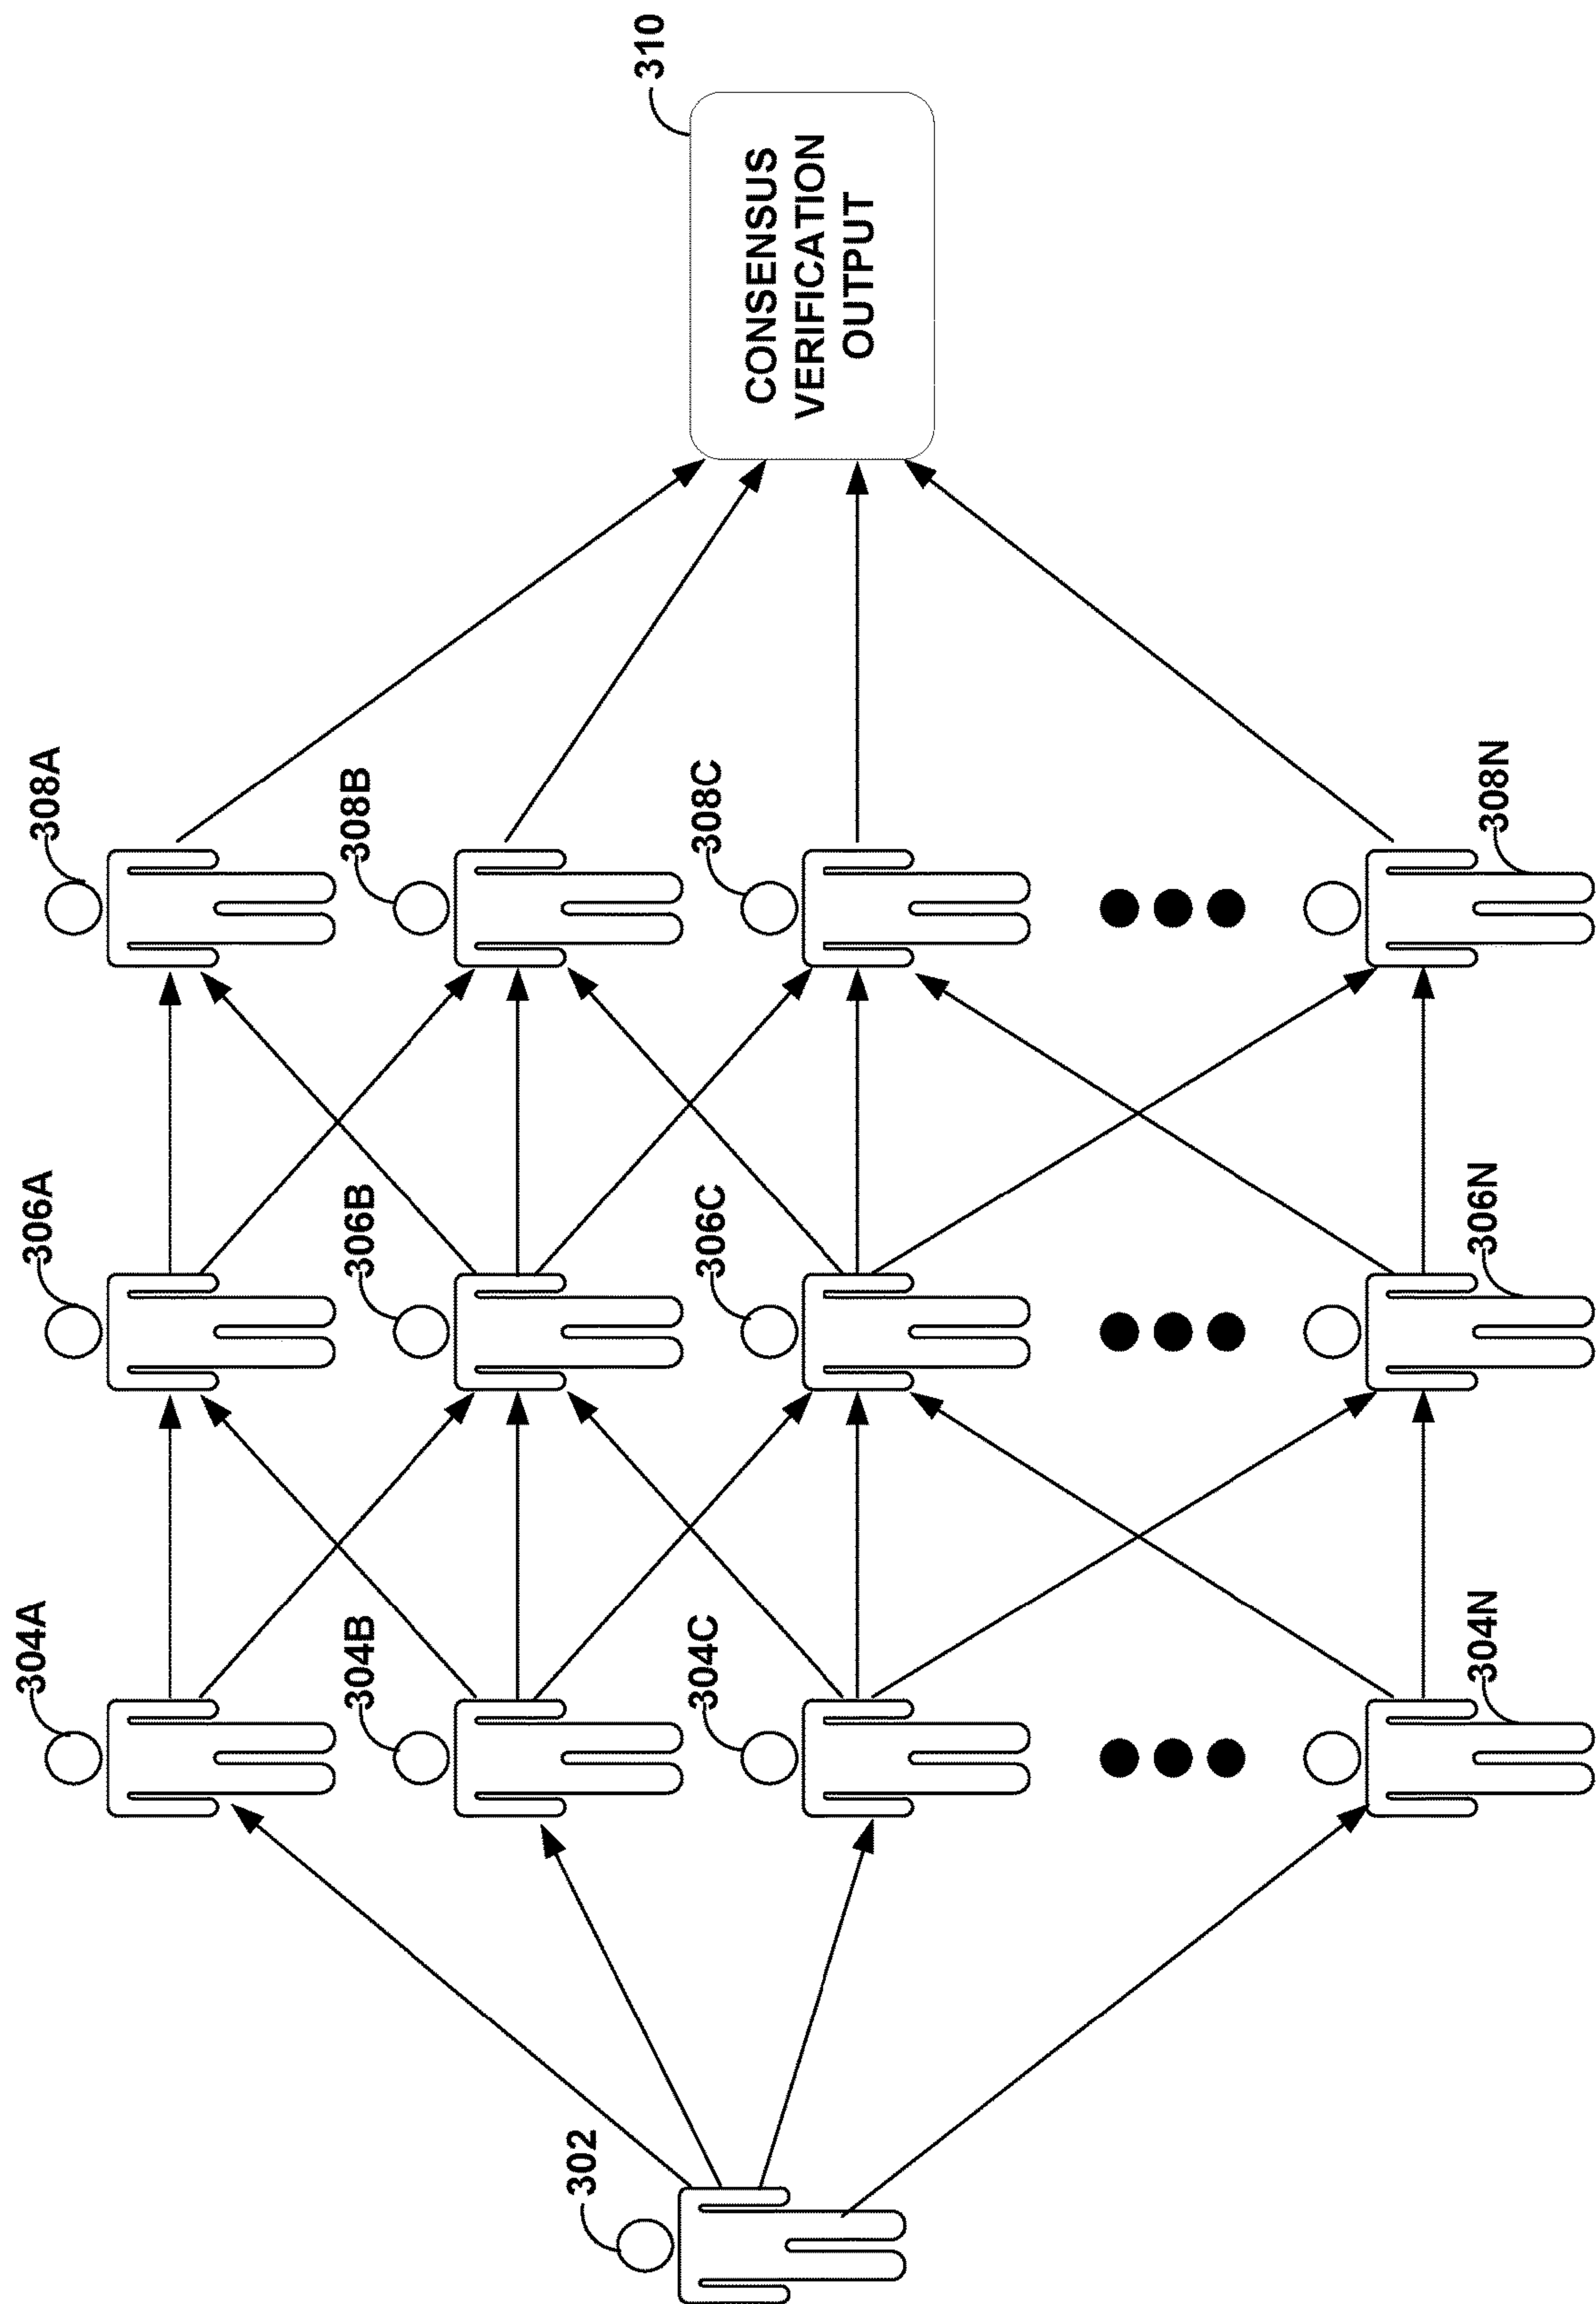 302
304A
304B
304C
304N
306A
306B
306C
306N
308A
308B
308C
308N
310
CONSENSUS
VERIFICATION
OUTPUT